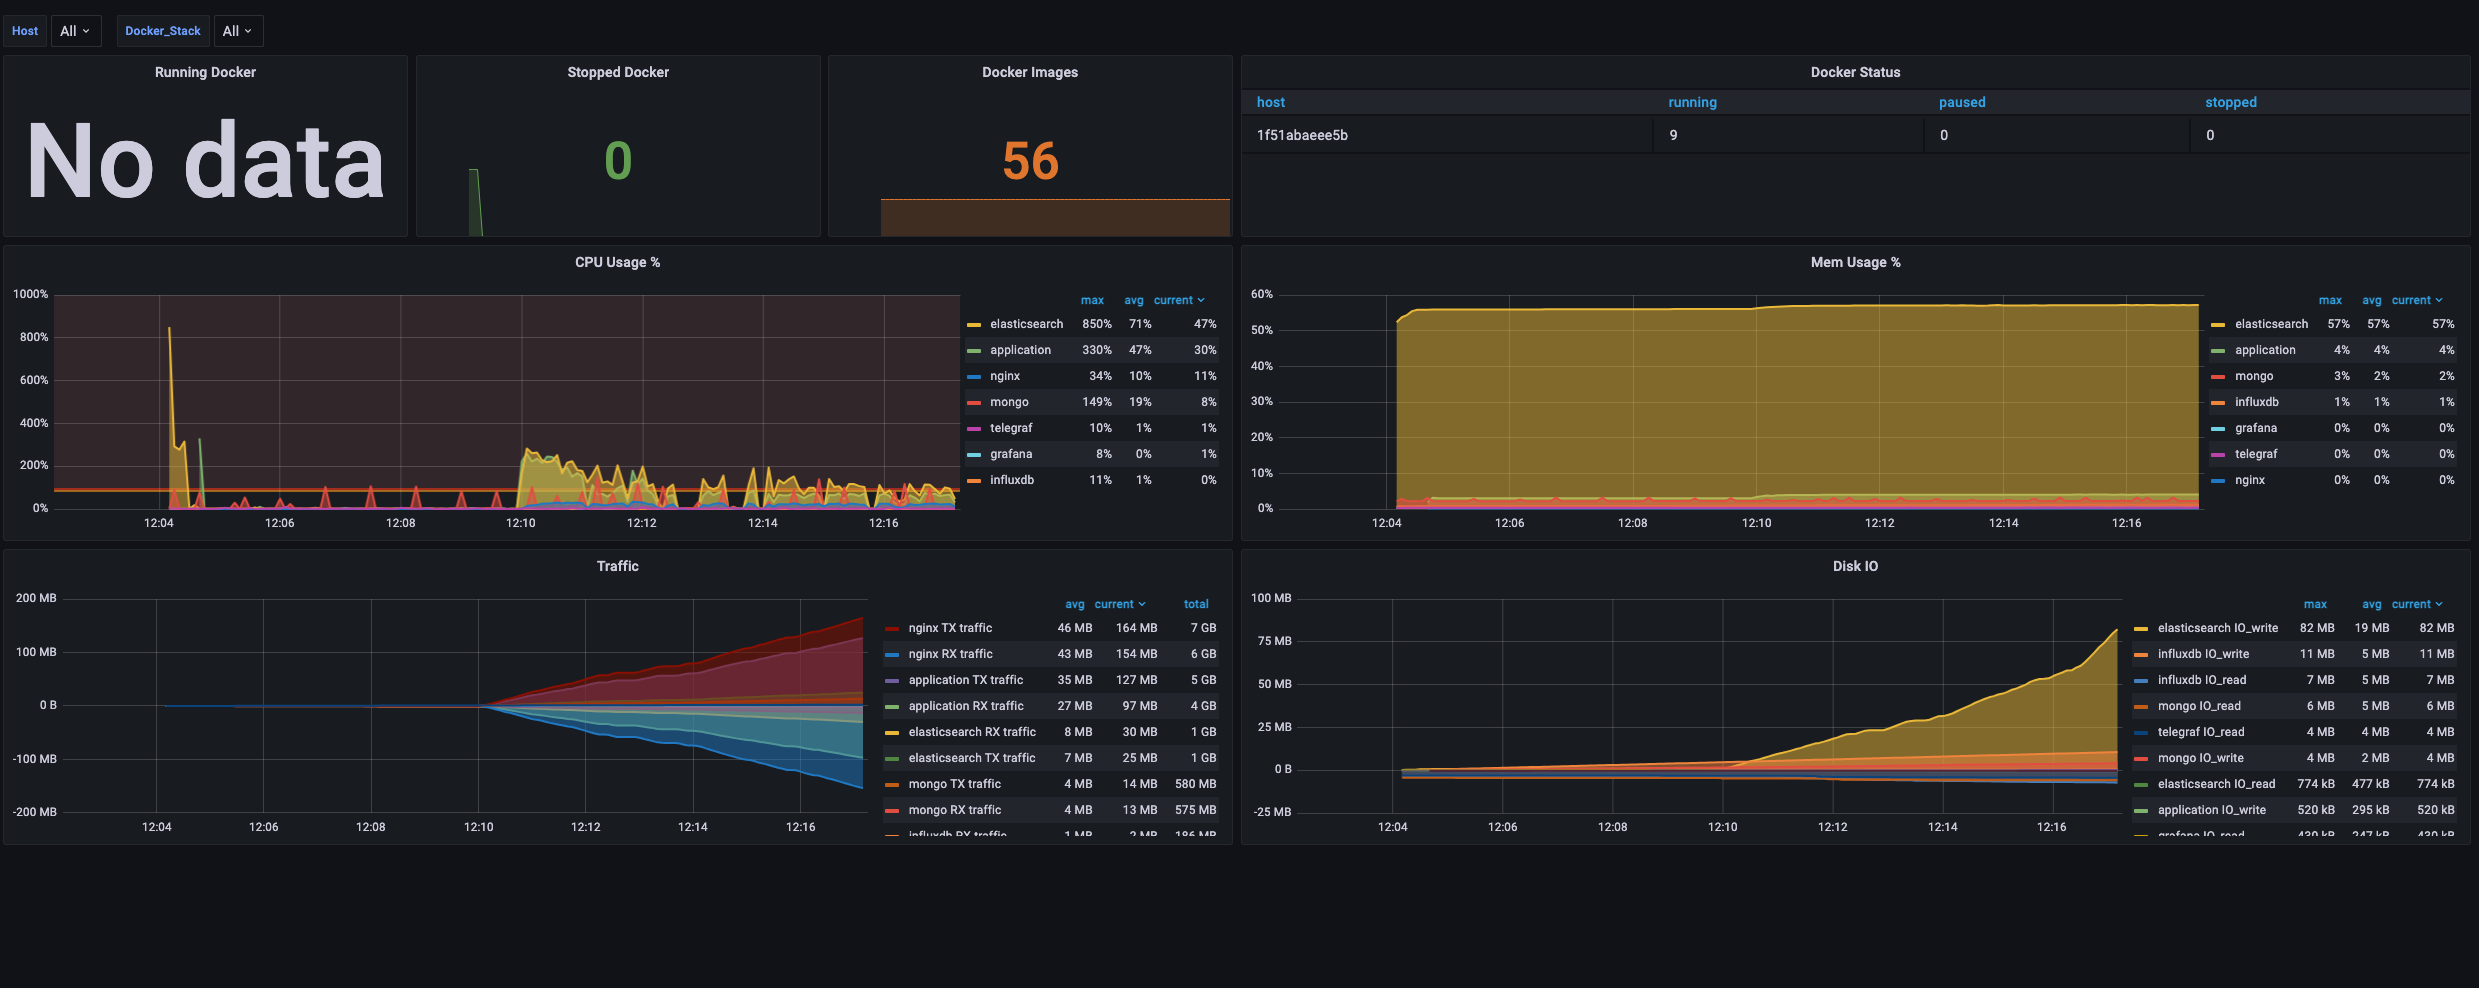 Host All Docker_Stack All
Running Docker
No data
Stopped Docker
0
Docker Images
56
Docker Status
host running paused stopped
1f51abaeee5b 9 0 0
CPU Usage %
1000%
800%
600%
400%
200%
0%
12:04 12:06 12:08 12:10 12:12 12:14 12:16
max avg current
elasticsearch 850% 71% 47%
application 330% 47% 30%
nginx 34% 10% 11%
mongo 149% 19% 8%
telegraf 10% 1% 1%
grafana 8% 0% 1%
influxdb 11% 1% 0%
Mem Usage %
60%
50%
40%
30%
20%
10%
0%
12:04 12:06 12:08 12:10 12:12 12:14 12:16
max avg current
elasticsearch 57% 57% 57%
application 4% 4% 4%
mongo 3% 2% 2%
influxdb 1% 1% 1%
grafana 0% 0% 0%
telegraf 0% 0% 0%
nginx 0% 0% 0%
Traffic
200 MB
100 MB
0 B
-100 MB
-200 MB
12:04 12:06 12:08 12:10 12:12 12:14 12:16
avg current total
nginx TX traffic 46 MB 164 MB 7 GB
nginx RX traffic 43 MB 154 MB 6 GB
application TX traffic 35 MB 127 MB 5 GB
application RX traffic 27 MB 97 MB 4 GB
elasticsearch RX traffic 8 MB 30 MB 1 GB
elasticsearch TX traffic 7 MB 25 MB 1 GB
mongo TX traffic 4 MB 14 MB 580 MB
mongo RX traffic 4 MB 13 MB 575 MB
influxdb RX traffic 1 MB 2 MB 186 MB
Disk IO
100 MB
75 MB
50 MB
25 MB
0 B
-25 MB
12:04 12:06 12:08 12:10 12:12 12:14 12:16
max avg current
elasticsearch IO_write 82 MB 19 MB 82 MB
influxdb IO_write 11 MB 5 MB 11 MB
influxdb IO_read 7 MB 5 MB 7 MB
mongo IO_read 6 MB 5 MB 6 MB
telegraf IO_read 4 MB 4 MB 4 MB
mongo IO_write 4 MB 2 MB 4 MB
elasticsearch IO_read 774 kB 477 kB 774 kB
application IO_write 520 kB 295 kB 520 kB
grafana IO_read 430 kB 247 kB 430 kB